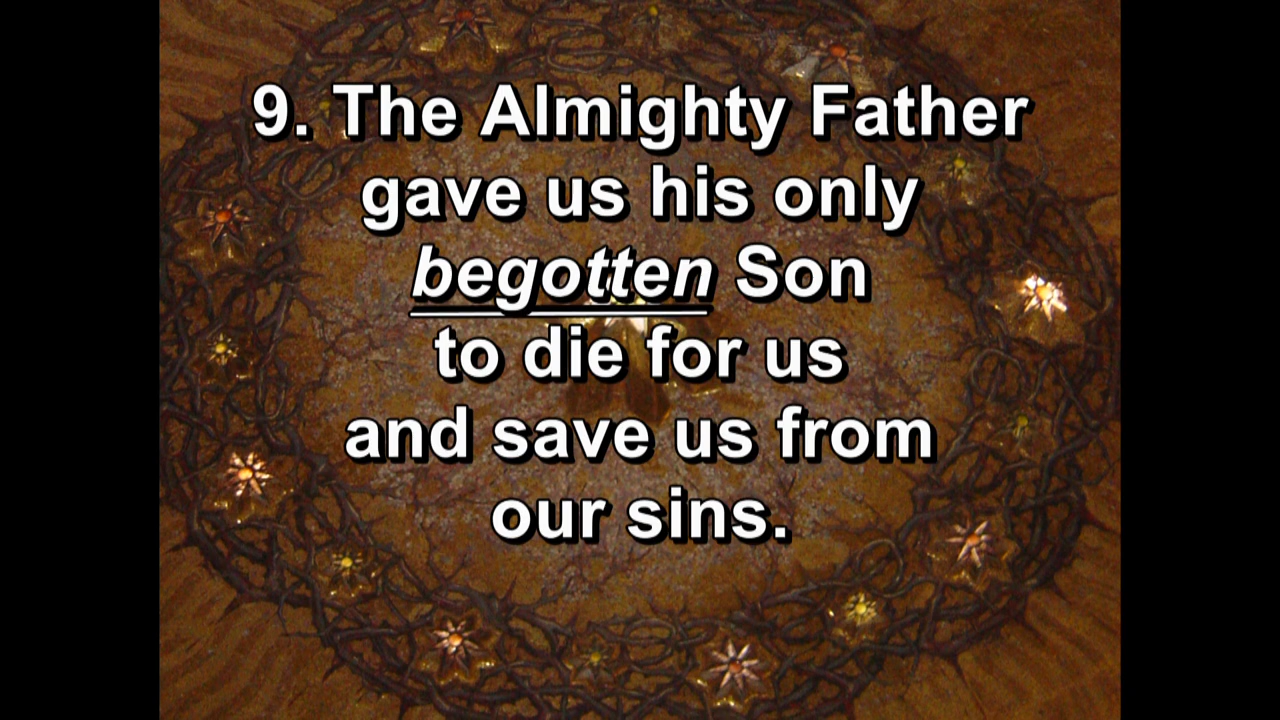 9. The Almighty Father
gave us his only
begotten Son
to die for us
and save us from
our sins.